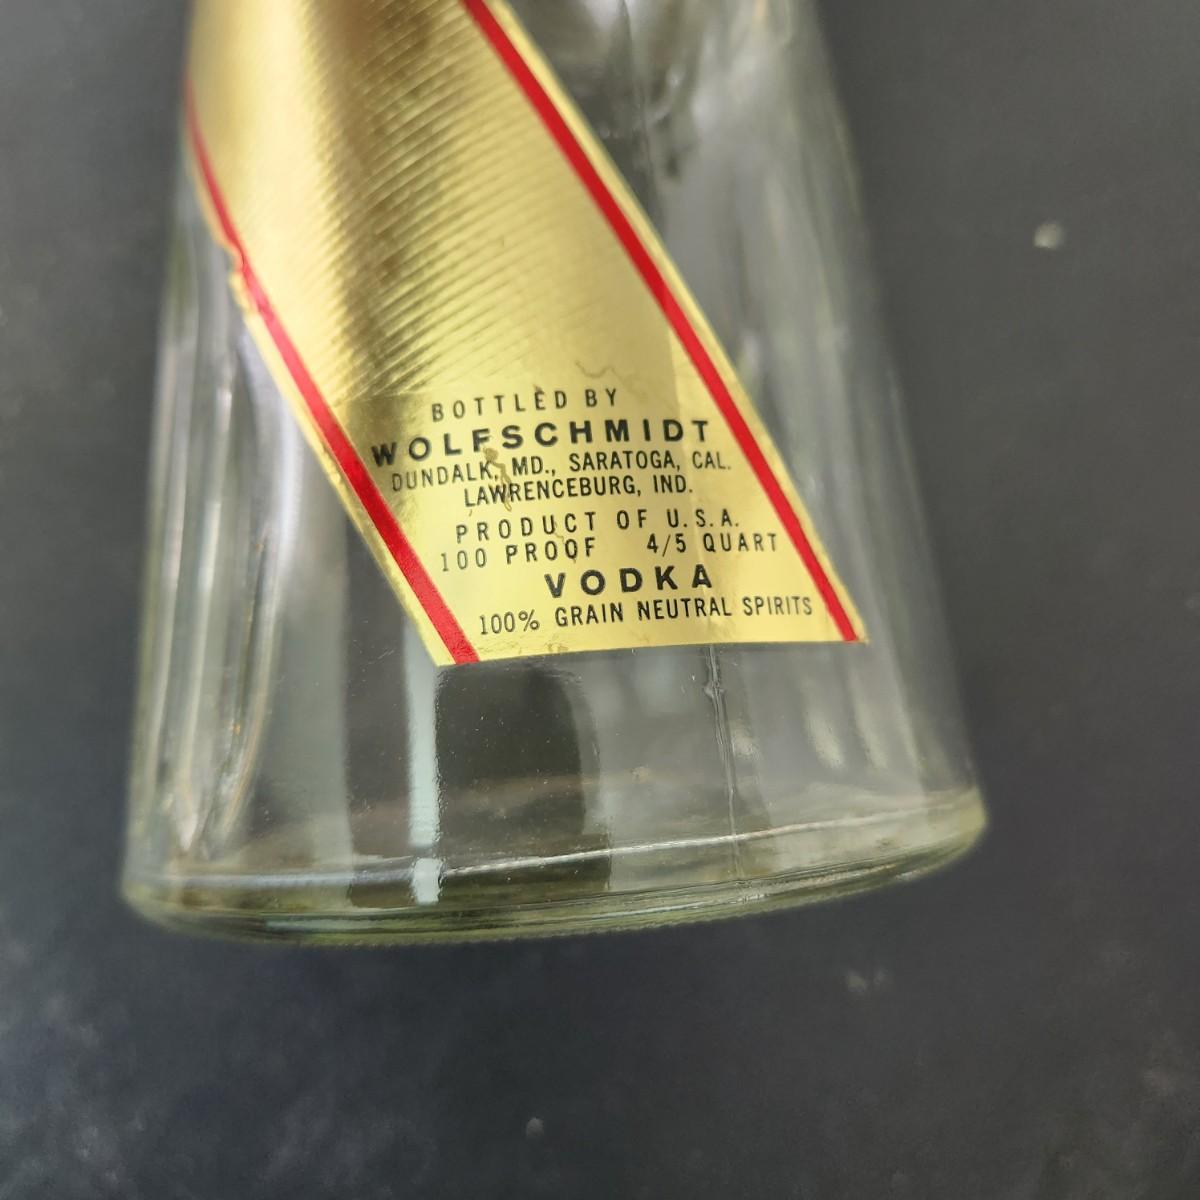 BOTTLED BY
WOLFSCHMIDT
DUNDALK, MD., SARATOGA, CAL.
LAWRENCEBURG, IND.
PRODUCT OF U.S.A.
100 PROOF 4/5 QUART
VODKA
100% GRAIN NEUTRAL SPIRITS